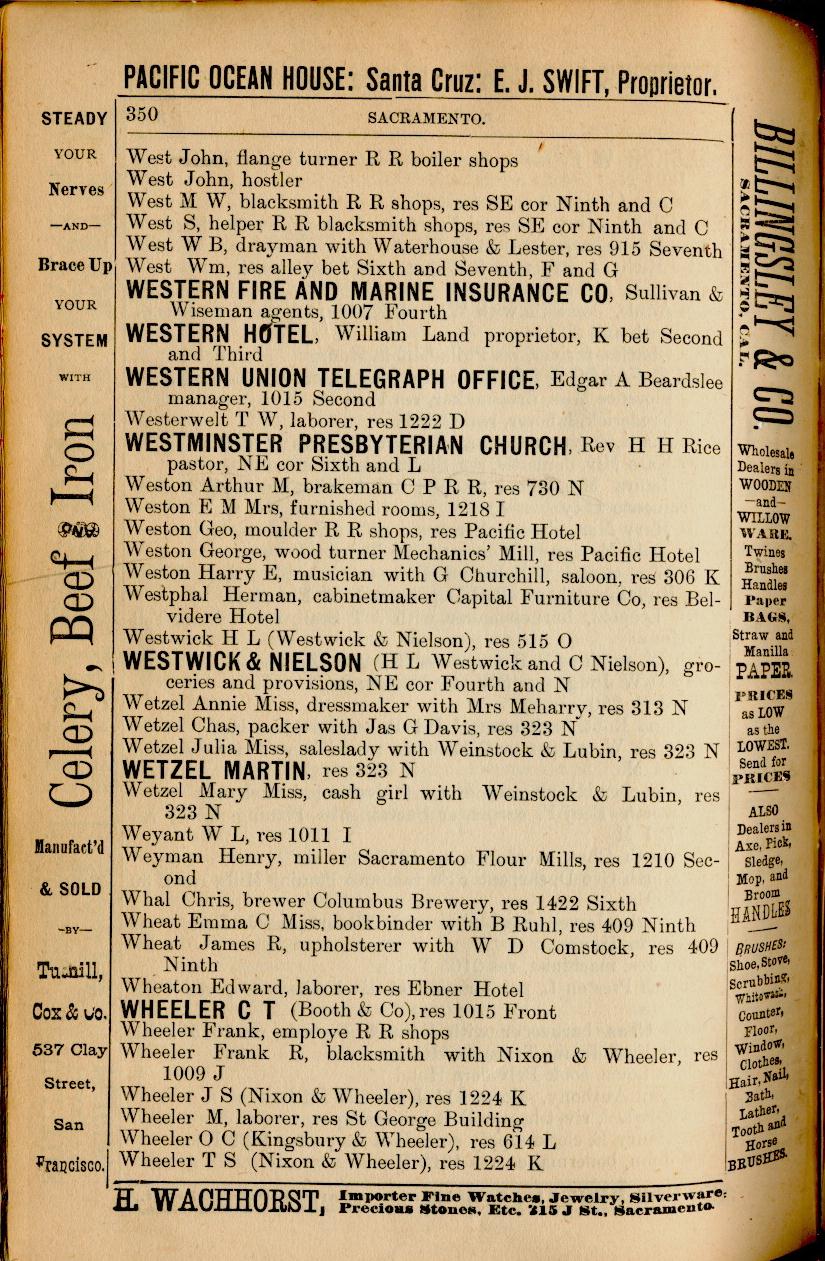 PACIFIC OCEAN HOUSE: Santa Cruz: E. J. SWIFT, Proprietor.
350 SACRAMENTO.
West John, flange turner R R boiler shops
West John, hostler
West M W, blacksmith R R shops, res SE cor Ninth and C
West S, helper R R blacksmith shops, res SE cor Ninth and C
West W B, drayman with Waterhouse & Lester, res 915 Seventh
West Wm, res alley bet Sixth and Seventh, F and G
WESTERN FIRE AND MARINE INSURANCE CO, Sullivan &
Wiseman agents, 1007 Fourth
WESTERN HOTEL, William Land proprietor, K bet Second
and Third
WESTERN UNION TELEGRAPH OFFICE, Edgar A Beardslee
manager, 1015 Second
Westerwelt T W, laborer, res 1222 D
WESTMINSTER PRESBYTERIAN CHURCH, Rev H H Rice
pastor, NE cor Sixth and L
Weston Arthur M, brakeman C P R R, res 730 N
Weston E M Mrs, furnished rooms, 1218 I
Weston Geo, moulder R R shops, res Pacific Hotel
Weston George, wood turner Mechanics' Mill, res Pacific Hotel
Weston Harry E, musician with G Churchill, saloon, res 306 K
Westphal Herman, cabinetmaker Capital Furniture Co, res Bel-
videre Hotel
Westwick H L (Westwick & Nielson), res 515 O
WESTWICK & NIELSON (H L Westwick and C Nielson), gro-
ceries and provisions, NE cor Fourth and N
Wetzel Annie Miss, dressmaker with Mrs Meharry, res 313 N
Wetzel Chas, packer with Jas G Davis, res 323 N
Wetzel Julia Miss, saleslady with Weinstock & Lubin, res 323 N
WETZEL MARTIN, res 323 N
Wetzel Mary Miss, cash girl with Weinstock & Lubin, res
323 N
Weyant W L, res 1011 I
Weyman Henry, miller Sacramento Flour Mills, res 1210 Sec-
ond
Whal Chris, brewer Columbus Brewery, res 1422 Sixth
Wheat Emma C Miss, bookbinder with B Ruhl, res 409 Ninth
Wheat James R, upholsterer with W D Comstock, res 409
Ninth
Wheaton Edward, laborer, res Ebner Hotel
WHEELER C T (Booth & Co), res 1015 Front
Wheeler Frank, employe R R shops
Wheeler Frank R, blacksmith with Nixon & Wheeler, res
1009 J
Wheeler J S (Nixon & Wheeler), res 1224 K
Wheeler M, laborer, res St George Building
Wheeler O C (Kingsbury & Wheeler), res 614 L
Wheeler T S (Nixon & Wheeler), res 1224 K
STEADY
YOUR
Nerves
—AND—
Brace Up
YOUR
SYSTEM
WITH
Celery, Beef and Iron
Manufact'd
& SOLD
-BY—
Cox & Co.
537 Clay
Street,
San
Francisco.
BILLINGSLEY & CO.
SACRAMENTO, CAL.
Wholesale
Dealers in
WOODEN
—and—
WILLOW
WARE.
Twines
Brushes
Handles
Paper
BAGS,
Straw and
Manilla
PAPER
PRICES
as LOW
as the
LOWEST.
Send for
PRICES
ALSO
Dealers in
Axe, Pick,
Sledge,
Mop, and
Broom
HANDLES
BRUSHES:
Shoe, Stove,
Scrubbing,
Whitewash,
Counter,
Floor,
Window,
Clothes,
Hair, Nail,
Bath,
Lather,
Tooth and
Horse
BRUSHES.
H. WACHHORST, Importer Fine Watches, Jewelry, Silverware:
Precious Stones, Etc. 315 J St., Sacramento.